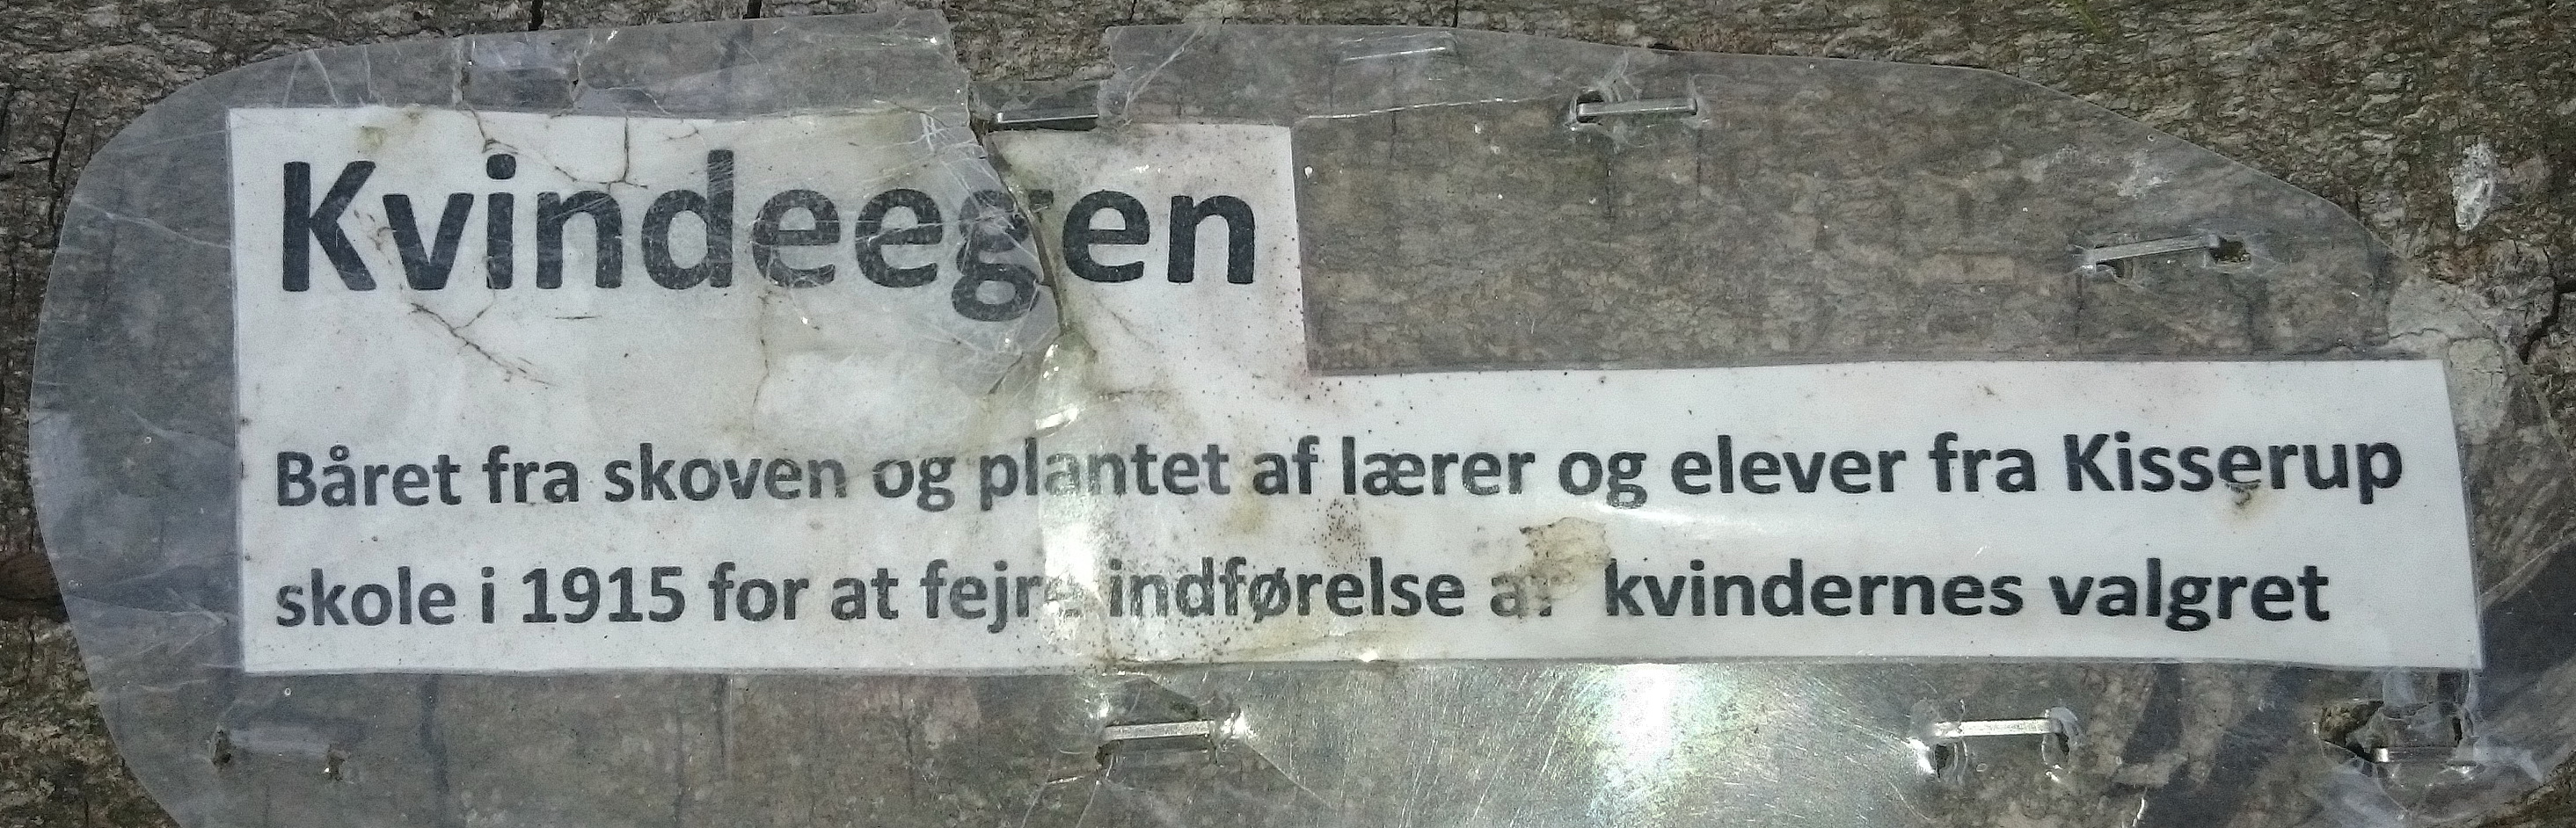 Kvindeegen
Båret fra skoven og plantet af lærer og elever fra Kisserup
skole i 1915 for at fejre indførelse af kvindernes valgret